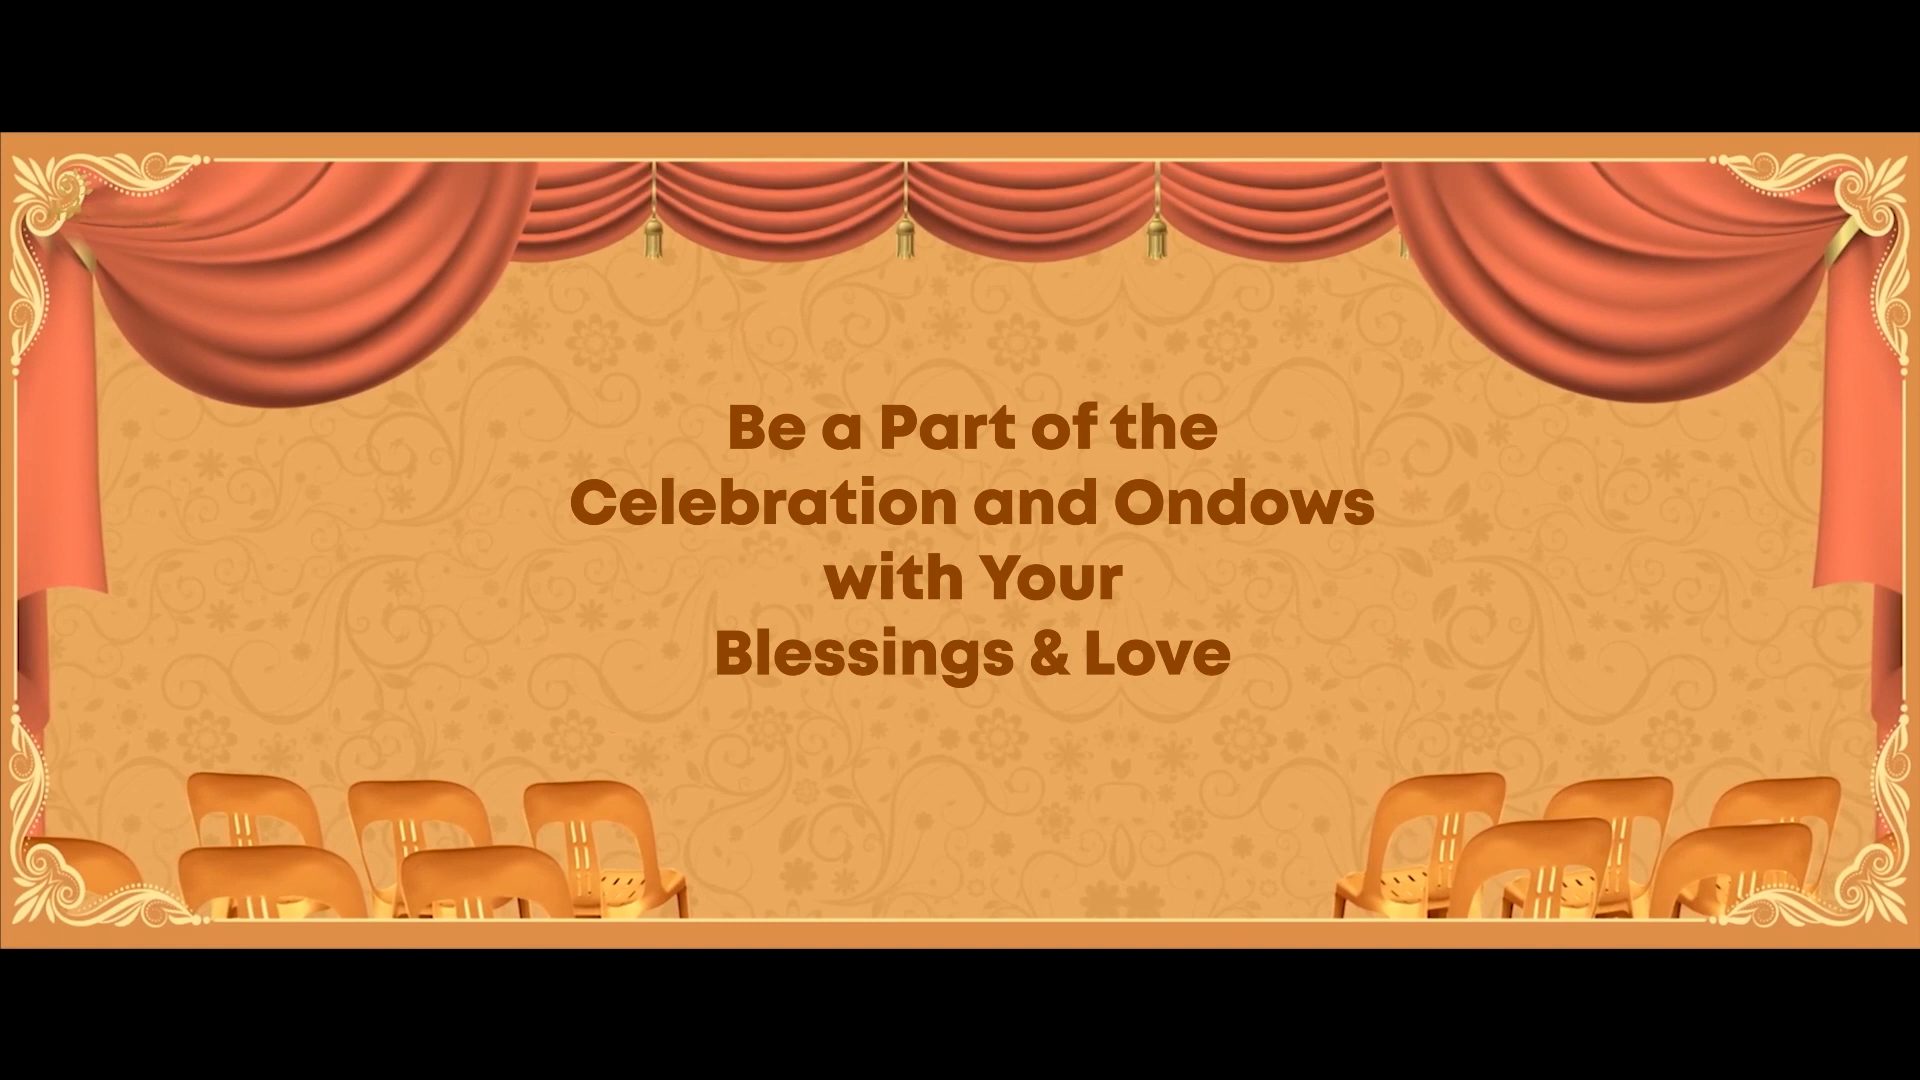 Be a Part of the
Celebration and Ondows
with Your
Blessings & Love